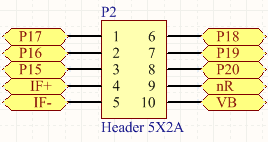 P2
P17 1 6 P18
P16 2 7 P19
P15 3 8 P20
IF+ 4 9 nR
IF- 5 10 VB
Header 5X2A